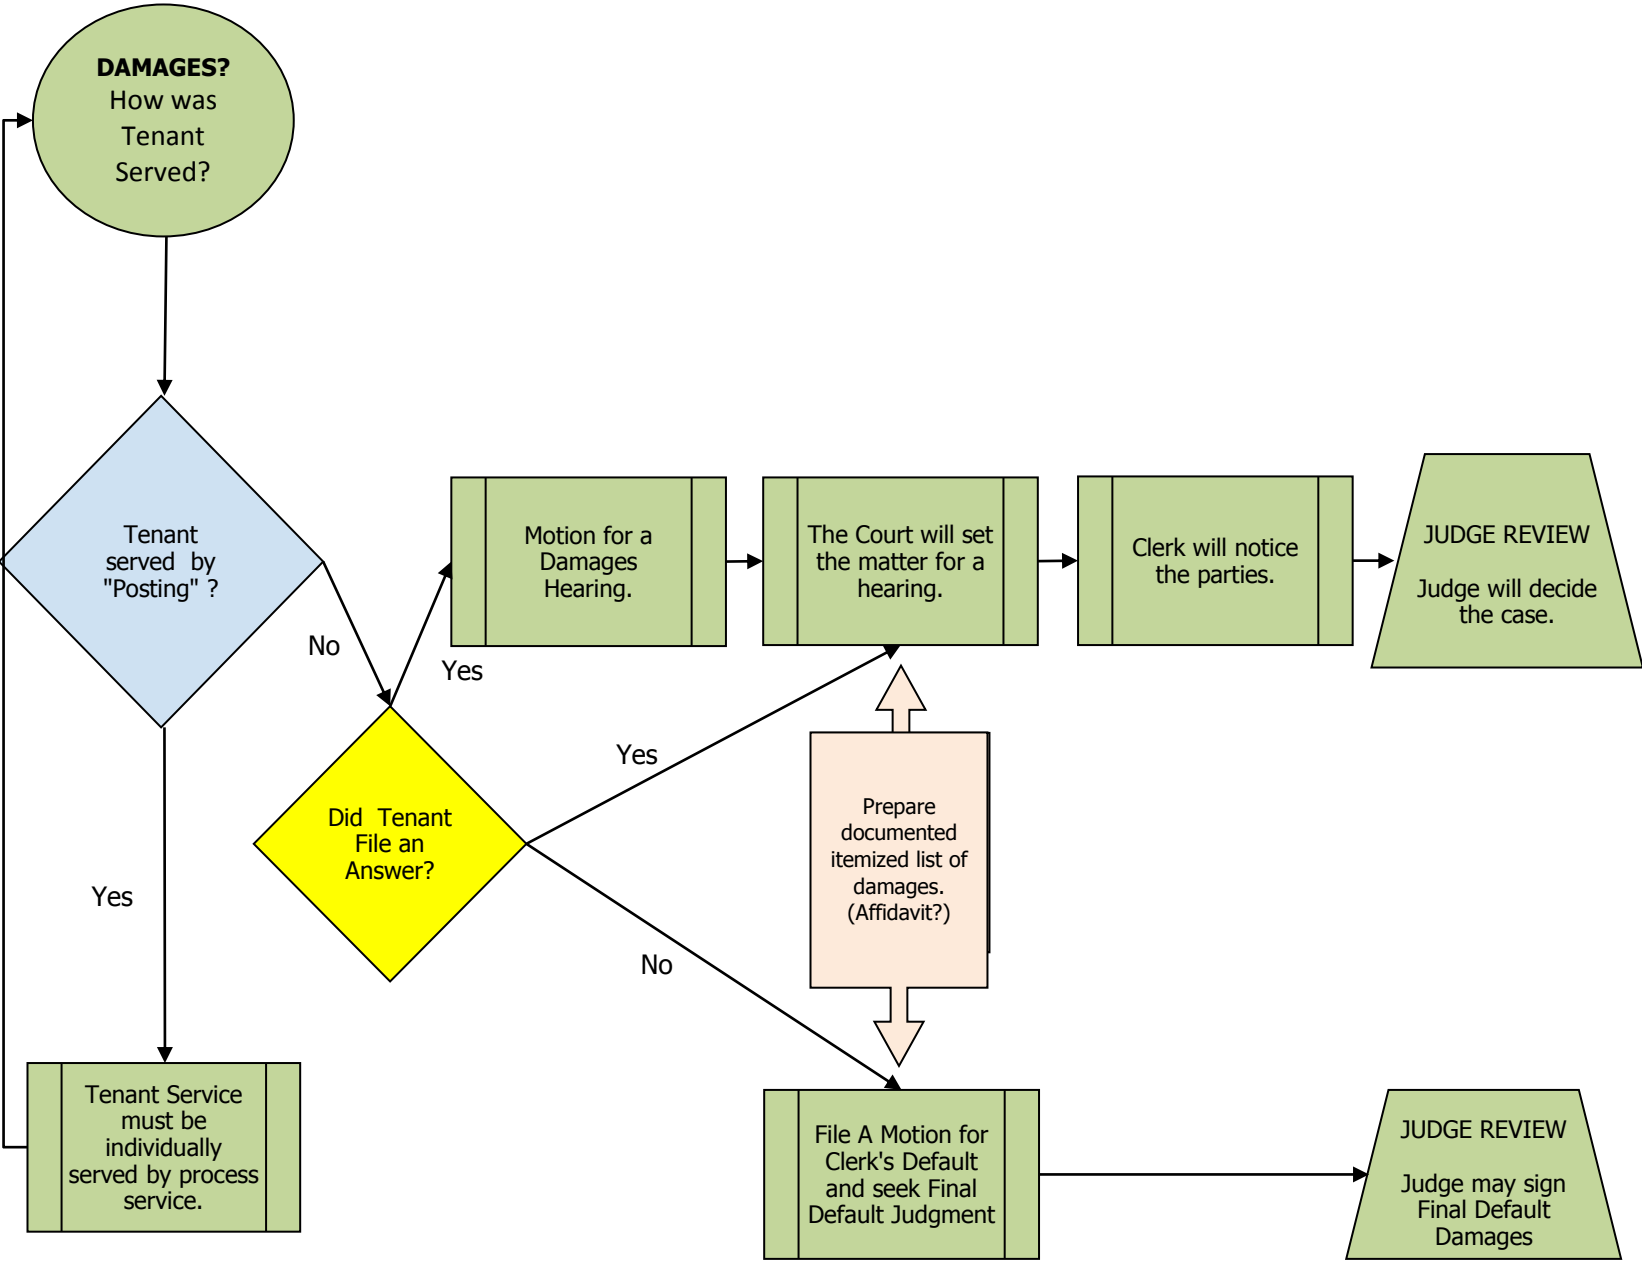 DAMAGES?
How was
Tenant
Served?
Tenant
served by
"Posting" ?
No
Yes
Motion for a
Damages
Hearing.
The Court will set
the matter for a
hearing.
Clerk will notice
the parties.
JUDGE REVIEW
Judge will decide
the case.
Yes
Did Tenant
File an
Answer?
Yes
No
Prepare
documented
itemized list of
damages.
(Affidavit?)
Tenant Service
must be
individually
served by process
service.
File A Motion for
Clerk's Default
and seek Final
Default Judgment
JUDGE REVIEW
Judge may sign
Final Default
Damages